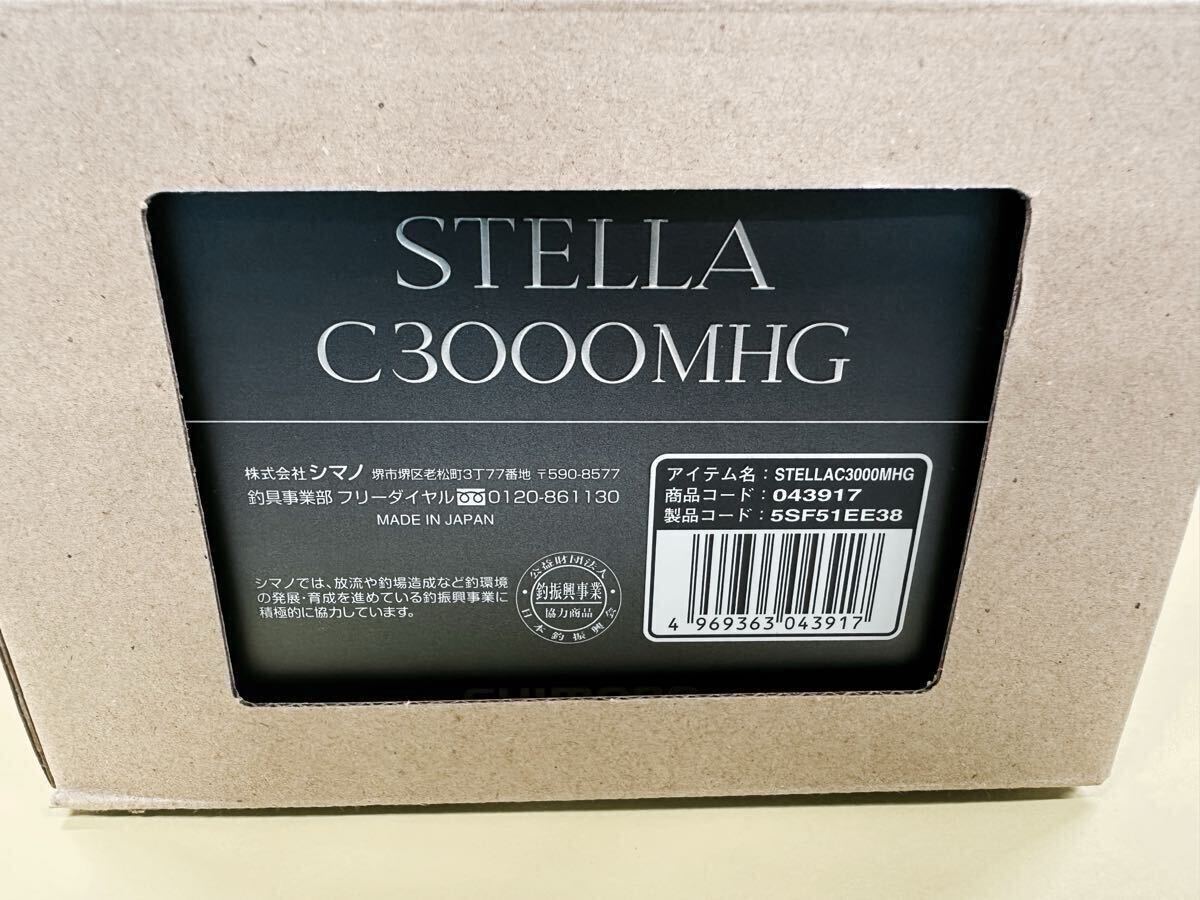 STELLA
C3000MHG
株式会社シマノ 堺市堺区老松町3丁77番地 〒590-8577
釣具事業部 フリーダイヤル 0120-861130
MADE IN JAPAN
シマノでは、放流や釣場造成など釣環境
の発展・育成を進めている釣振興事業に
積極的に協力しています。
公益財団法人
釣振興事業
協力商品
日本釣振興会
アイテム名:STELLAC3000MHG
商品コード:043917
製品コード:5SF51EE38
4 969363 043917